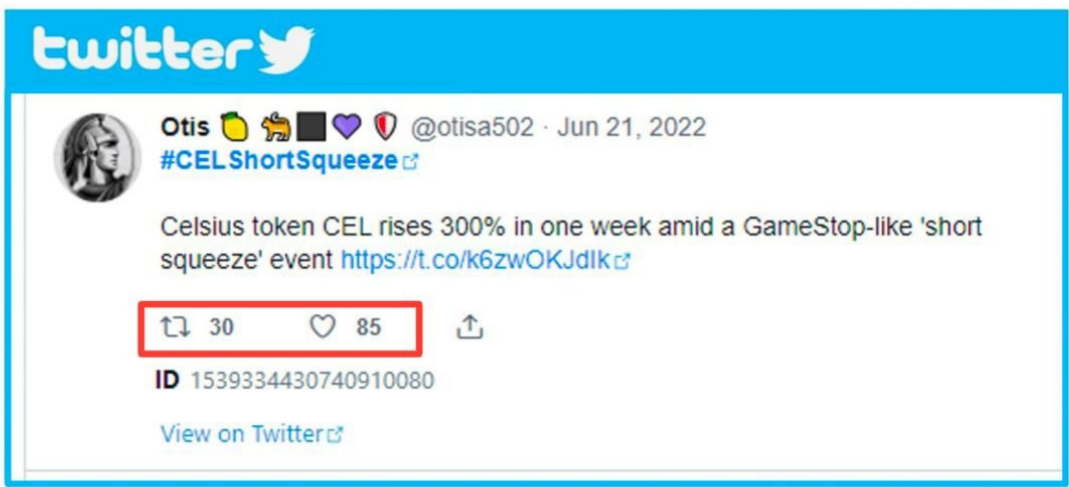 twitter
Otis 🍋 🐅⬛💜🛡 @otisa502 · Jun 21, 2022
#CELShortSqueeze
Celsius token CEL rises 300% in one week amid a GameStop-like 'short
squeeze' event https://t.co/k6zwOKJdIk
30 85
ID 1539334430740910080
View on Twitter